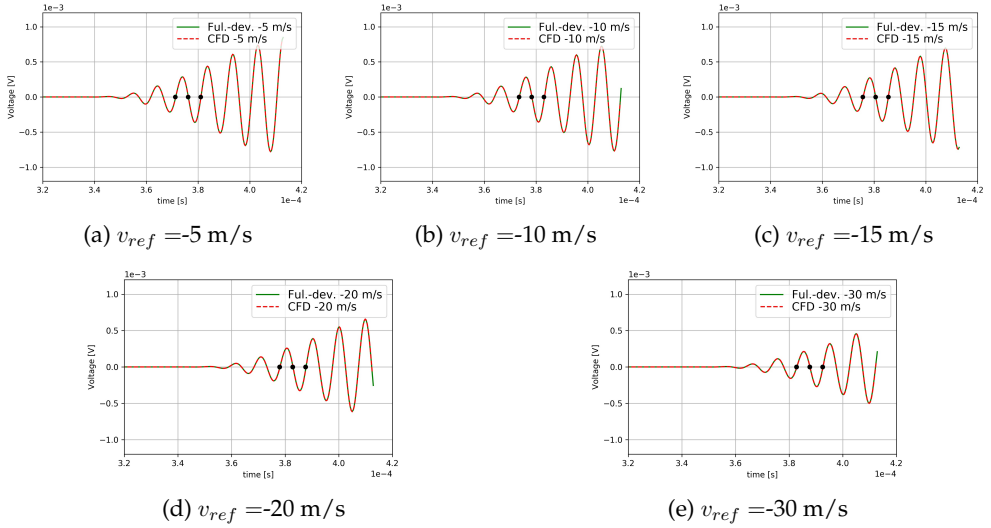 1e−3
Ful.-dev. -5 m/s
CFD -5 m/s
Voltage [V]
1.0
0.5
0.0
−0.5
−1.0
3.2 3.4 3.6 3.8 4.0 4.2
time [s]
1e−4
(a) v_ref =-5 m/s
1e−3
Ful.-dev. -10 m/s
CFD -10 m/s
Voltage [V]
1.0
0.5
0.0
−0.5
−1.0
3.2 3.4 3.6 3.8 4.0 4.2
time [s]
1e−4
(b) v_ref =-10 m/s
1e−3
Ful.-dev. -15 m/s
CFD -15 m/s
Voltage [V]
1.0
0.5
0.0
−0.5
−1.0
3.2 3.4 3.6 3.8 4.0 4.2
time [s]
1e−4
(c) v_ref =-15 m/s
1e−3
Ful.-dev. -20 m/s
CFD -20 m/s
Voltage [V]
1.0
0.5
0.0
−0.5
−1.0
3.2 3.4 3.6 3.8 4.0 4.2
time [s]
1e−4
(d) v_ref =-20 m/s
1e−3
Ful.-dev. -30 m/s
CFD -30 m/s
Voltage [V]
1.0
0.5
0.0
−0.5
−1.0
3.2 3.4 3.6 3.8 4.0 4.2
time [s]
1e−4
(e) v_ref =-30 m/s